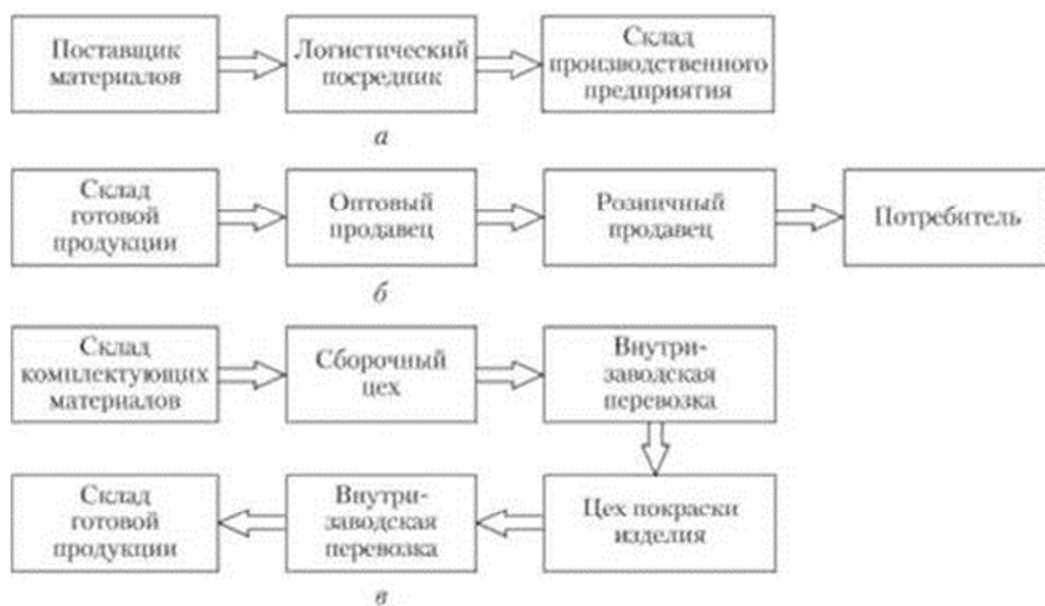 Поставщик
материалов
Логистический
посредник
Склад
производственного
предприятия
а
Склад
готовой
продукции
Оптовый
продавец
Розничный
продавец
Потребитель
б
Склад
комплектующих
материалов
Сборочный
цех
Внутри-
заводская
перевозка
Цех покраски
изделия
Внутри-
заводская
перевозка
Склад
готовой
продукции
в